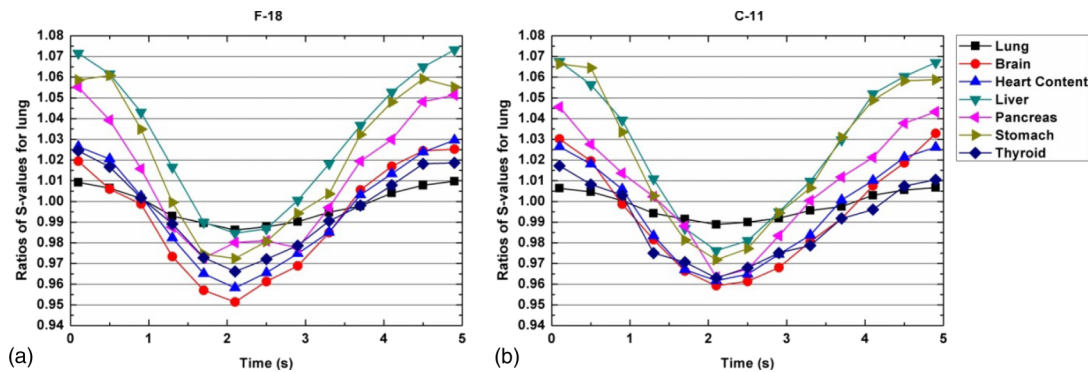 F-18
C-11
Ratios of S-values for lung
1.08
1.07
1.06
1.05
1.04
1.03
1.02
1.01
1.00
0.99
0.98
0.97
0.96
0.95
0.94
0 1 2 3 4 5
Time (s)
(a)
Ratios of S-values for lung
1.08
1.07
1.06
1.05
1.04
1.03
1.02
1.01
1.00
0.99
0.98
0.97
0.96
0.95
0.94
0 1 2 3 4 5
Time (s)
(b)
Lung
Brain
Heart Content
Liver
Pancreas
Stomach
Thyroid